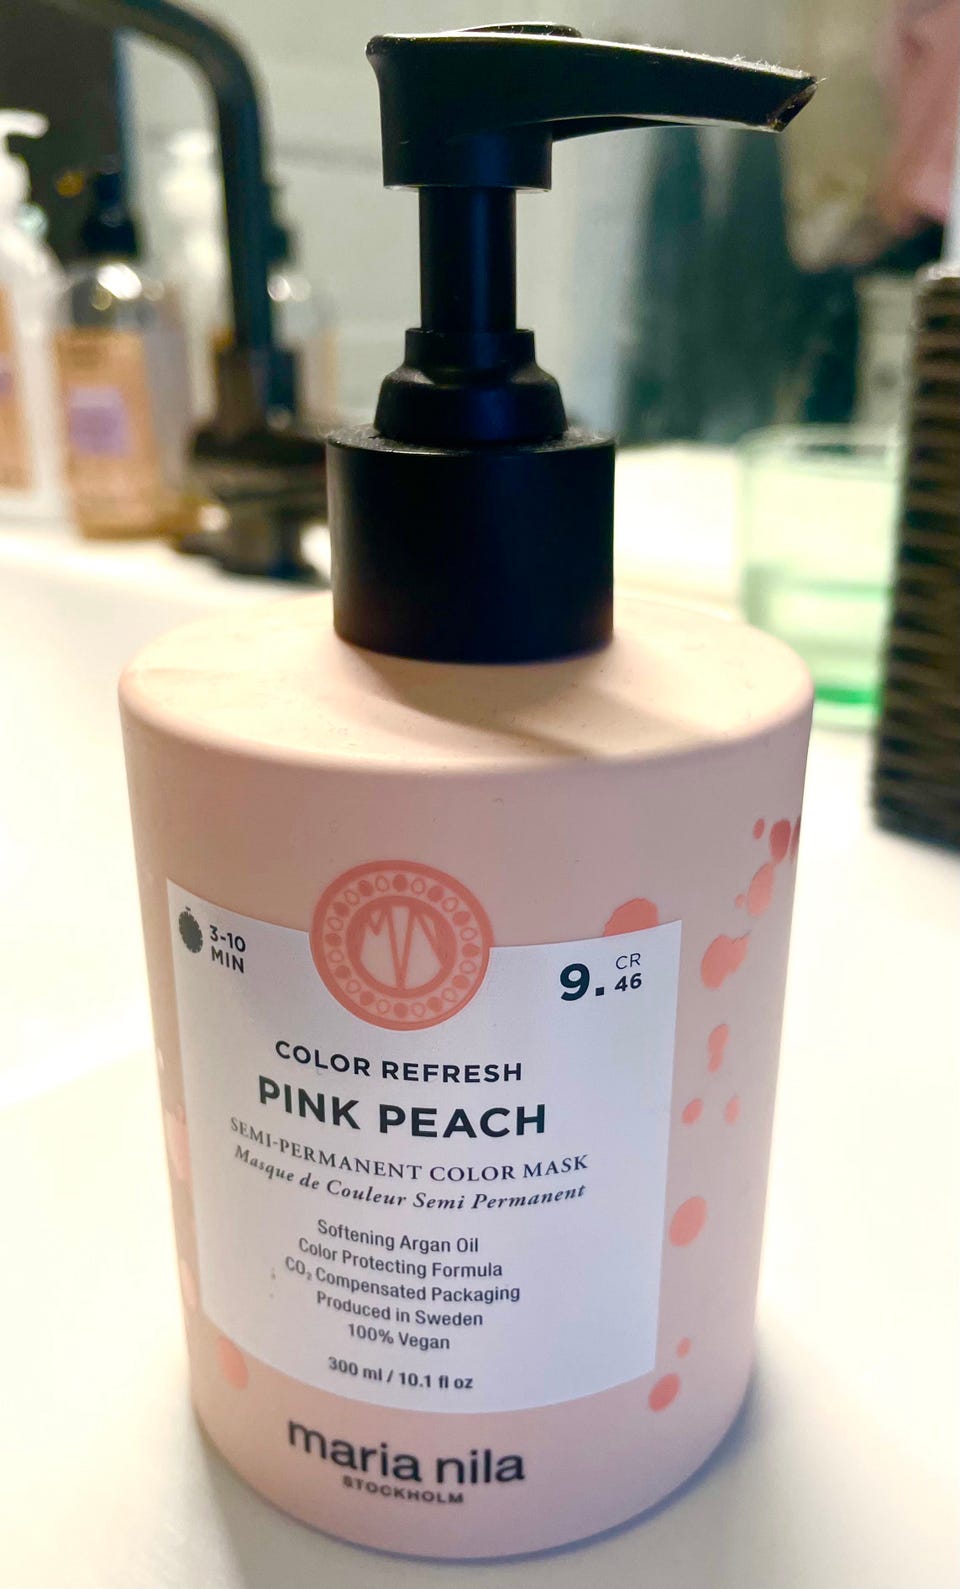 3-10
MIN
9. CR
46
COLOR REFRESH
PINK PEACH
SEMI-PERMANENT COLOR MASK
Masque de Couleur Semi Permanent
Softening Argan Oil
Color Protecting Formula
CO₂ Compensated Packaging
Produced in Sweden
100% Vegan
300 ml / 10.1 fl oz
maria nila
STOCKHOLM